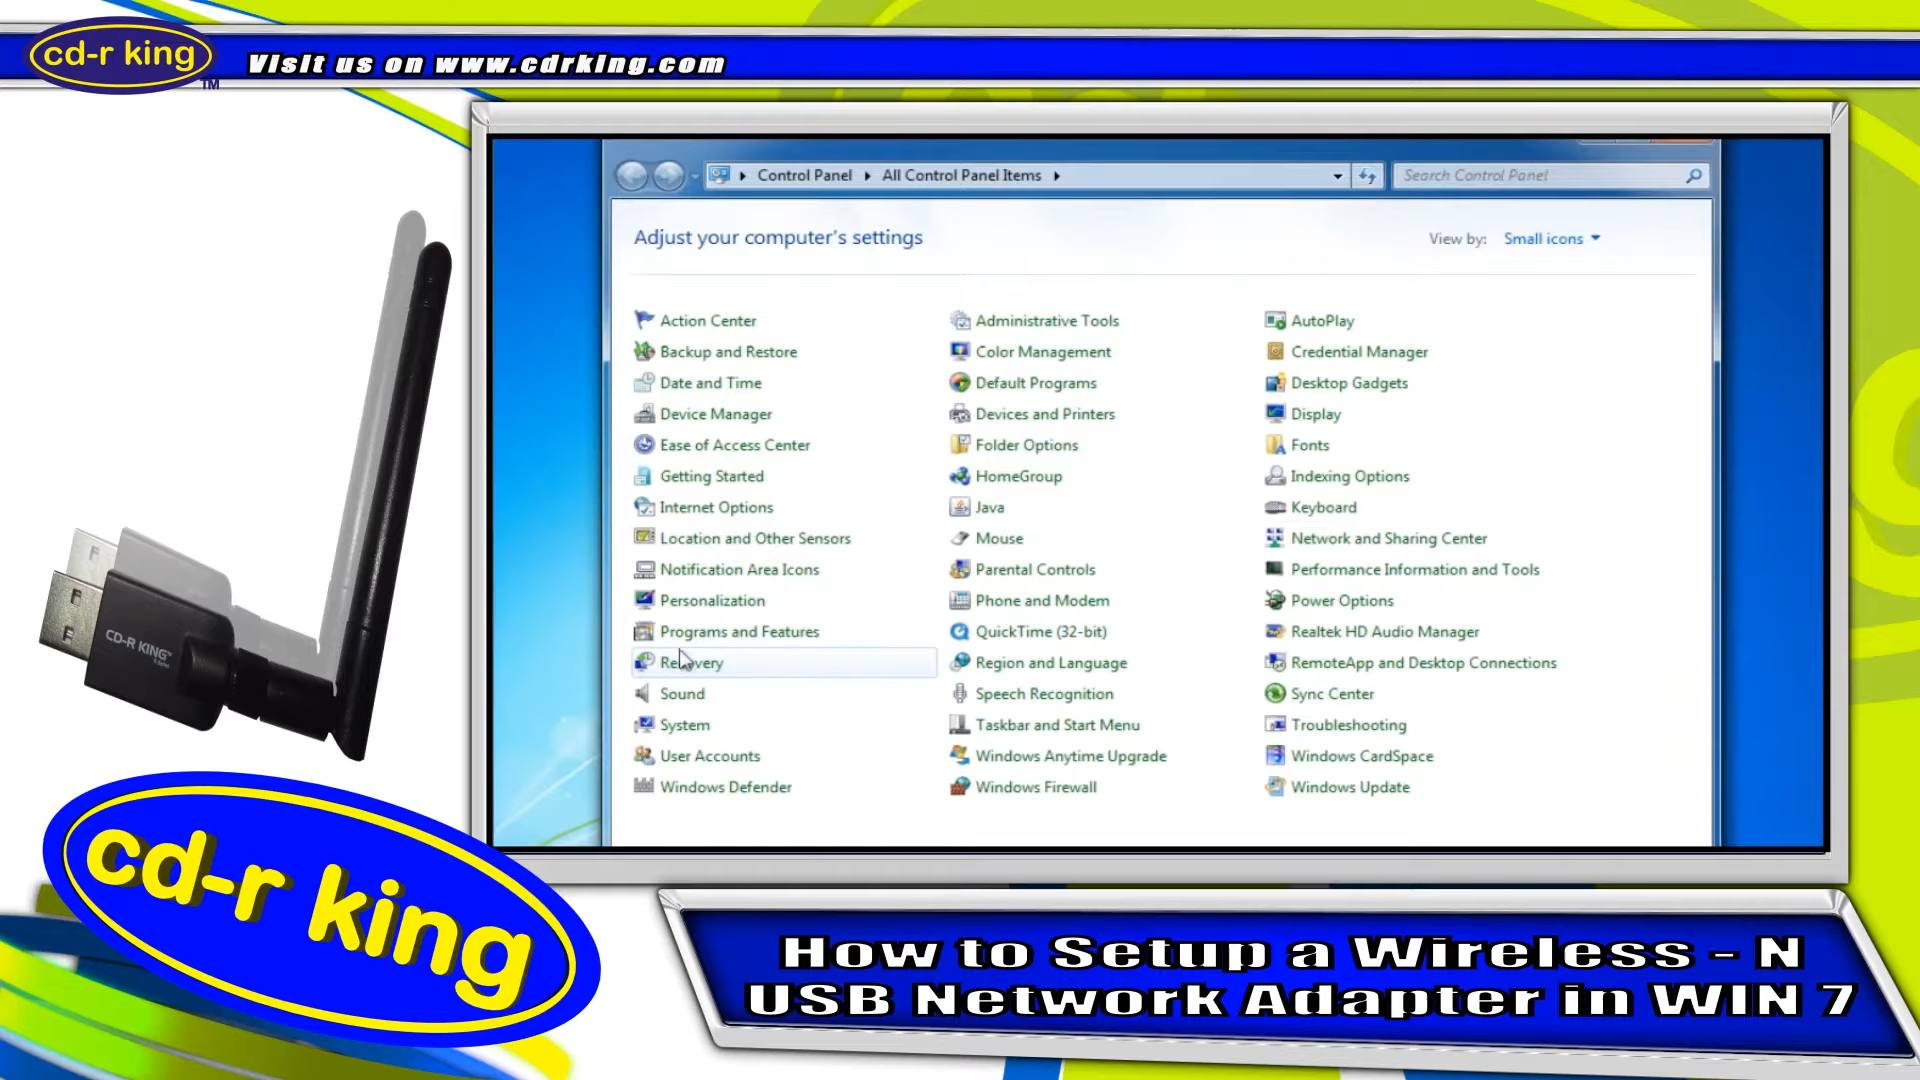 cd-r king
TM
Visit us on www.cdrking.com
Control Panel
All Control Panel Items
Search Control Panel
Adjust your computer's settings
View by: Small icons
Action Center
Administrative Tools
AutoPlay
Backup and Restore
Color Management
Credential Manager
Date and Time
Default Programs
Desktop Gadgets
Device Manager
Devices and Printers
Display
Ease of Access Center
Folder Options
Fonts
Getting Started
HomeGroup
Indexing Options
Internet Options
Java
Keyboard
Location and Other Sensors
Mouse
Network and Sharing Center
Notification Area Icons
Parental Controls
Performance Information and Tools
Personalization
Phone and Modem
Power Options
Programs and Features
QuickTime (32-bit)
Realtek HD Audio Manager
Recovery
Region and Language
RemoteApp and Desktop Connections
Sound
Speech Recognition
Sync Center
System
Taskbar and Start Menu
Troubleshooting
User Accounts
Windows Anytime Upgrade
Windows CardSpace
Windows Defender
Windows Firewall
Windows Update
CD-R KING™
cd-r king
How to Setup a Wireless - N
USB Network Adapter in WIN 7